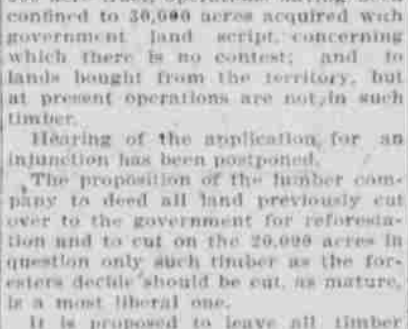 confined to 30,000 acres acquired with
government land script, concerning
which there is no contest; and to
lands bought from the territory, but
at present operations are not in such
timber.
Hearing of the application for an
injunction has been postponed.
The proposition of the lumber com-
pany to deed all land previously cut
over to the government for reforesta-
tion and to cut on the 20,000 acres in
question only such timber as the for-
esters decide should be cut, as mature,
is a most liberal one.
It is proposed to leave all timber